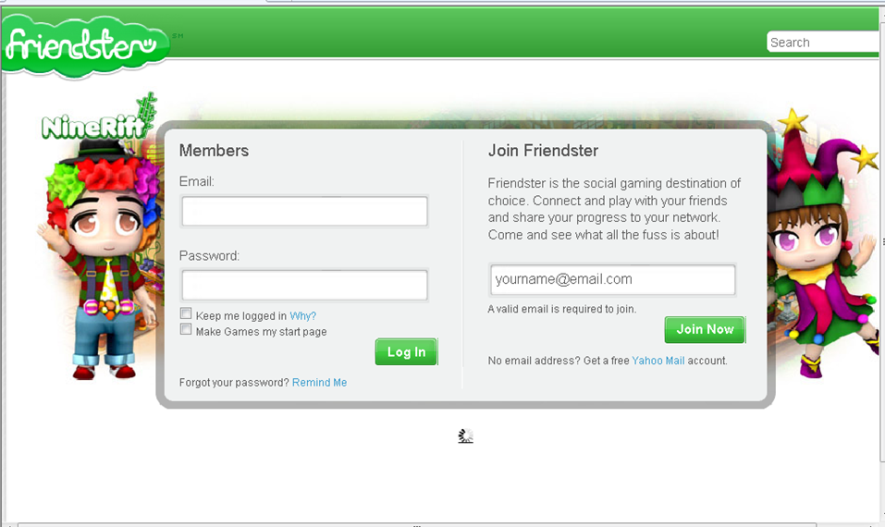 friendster
Search
NineRift
Members
Email:
Password:
Keep me logged in Why?
Make Games my start page
Log In
Forgot your password? Remind Me
Join Friendster
Friendster is the social gaming destination of
choice. Connect and play with your friends
and share your progress to your network.
Come and see what all the fuss is about!
yourname@email.com
A valid email is required to join.
Join Now
No email address? Get a free Yahoo Mail account.